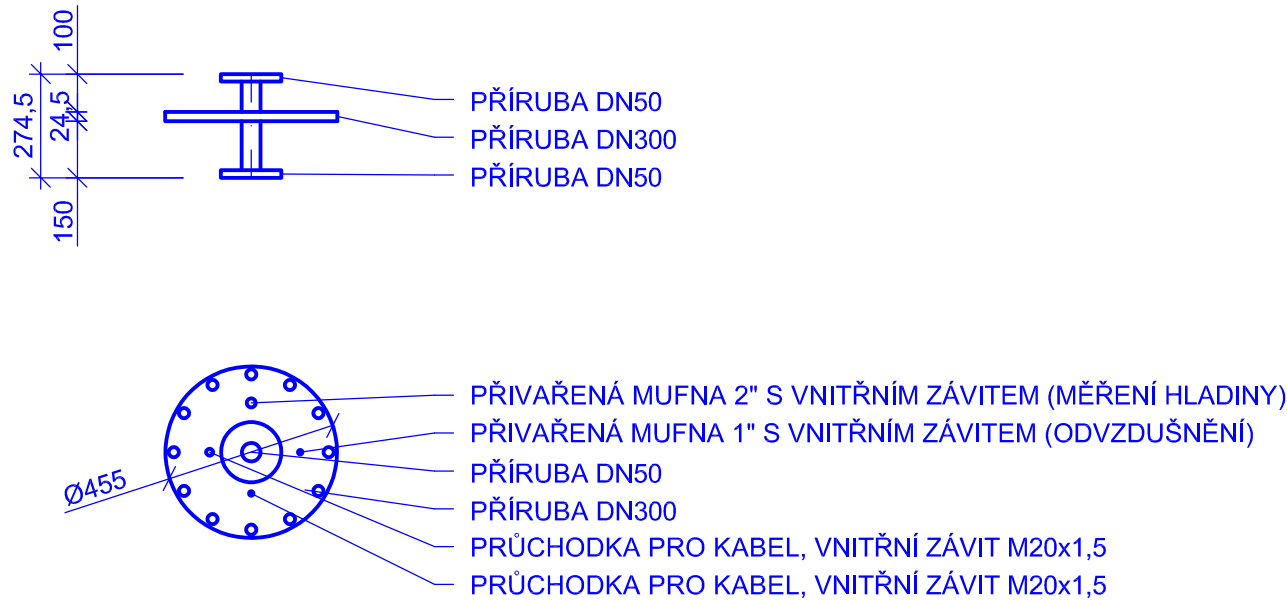 100
274,5
24,5
150
PŘÍRUBA DN50
PŘÍRUBA DN300
PŘÍRUBA DN50
PŘIVAŘENÁ MUFNA 2" S VNITŘNÍM ZÁVITEM (MĚŘENÍ HLADINY)
PŘIVAŘENÁ MUFNA 1" S VNITŘNÍM ZÁVITEM (ODVZDUŠNĚNÍ)
PŘÍRUBA DN50
PŘÍRUBA DN300
PRŮCHODKA PRO KABEL, VNITŘNÍ ZÁVIT M20x1,5
PRŮCHODKA PRO KABEL, VNITŘNÍ ZÁVIT M20x1,5
Ø455